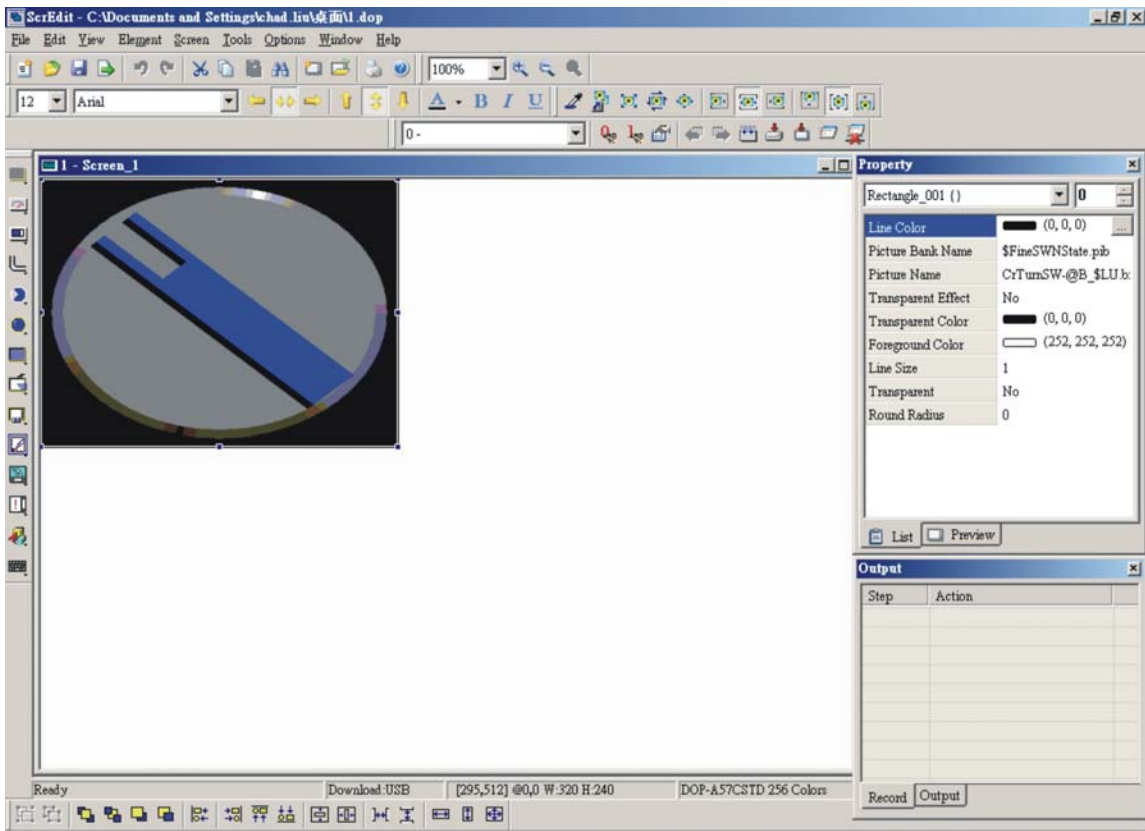 ScrEdit - C:\Documents and Settings\chad.liu\桌面\1.dop
File Edit View Element Screen Tools Options Window Help
100%
12 Arial A B I U
0 -
1 - Screen_1
Property
Rectangle_001 {} 0
Line Color (0, 0, 0) ...
Picture Bank Name $FineSWNState.pib
Picture Name CrTurnSW-@B_$LU.b
Transparent Effect No
Transparent Color (0, 0, 0)
Foreground Color (252, 252, 252)
Line Size 1
Transparent No
Round Radius 0
List Preview
Output
Step Action
Record Output
Ready Download:USB [295,512] @0,0 W:320 H:240 DOP-A57CSTD 256 Colors